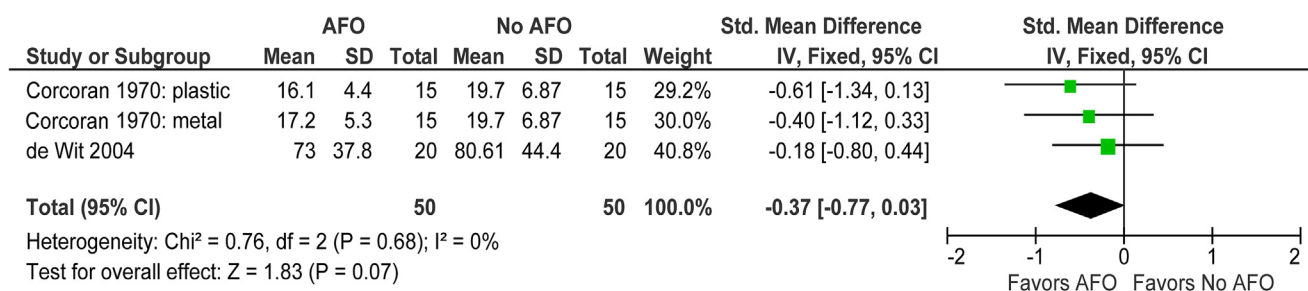 AFO No AFO Std. Mean Difference Std. Mean Difference
Study or Subgroup Mean SD Total Mean SD Total Weight IV, Fixed, 95% CI IV, Fixed, 95% CI
Corcoran 1970: plastic 16.1 4.4 15 19.7 6.87 15 29.2% -0.61 [-1.34, 0.13]
Corcoran 1970: metal 17.2 5.3 15 19.7 6.87 15 30.0% -0.40 [-1.12, 0.33]
de Wit 2004 73 37.8 20 80.61 44.4 20 40.8% -0.18 [-0.80, 0.44]
Total (95% CI) 50 50 100.0% -0.37 [-0.77, 0.03]
Heterogeneity: Chi² = 0.76, df = 2 (P = 0.68); I² = 0%
Test for overall effect: Z = 1.83 (P = 0.07)
-2 -1 0 1 2
Favors AFO Favors No AFO